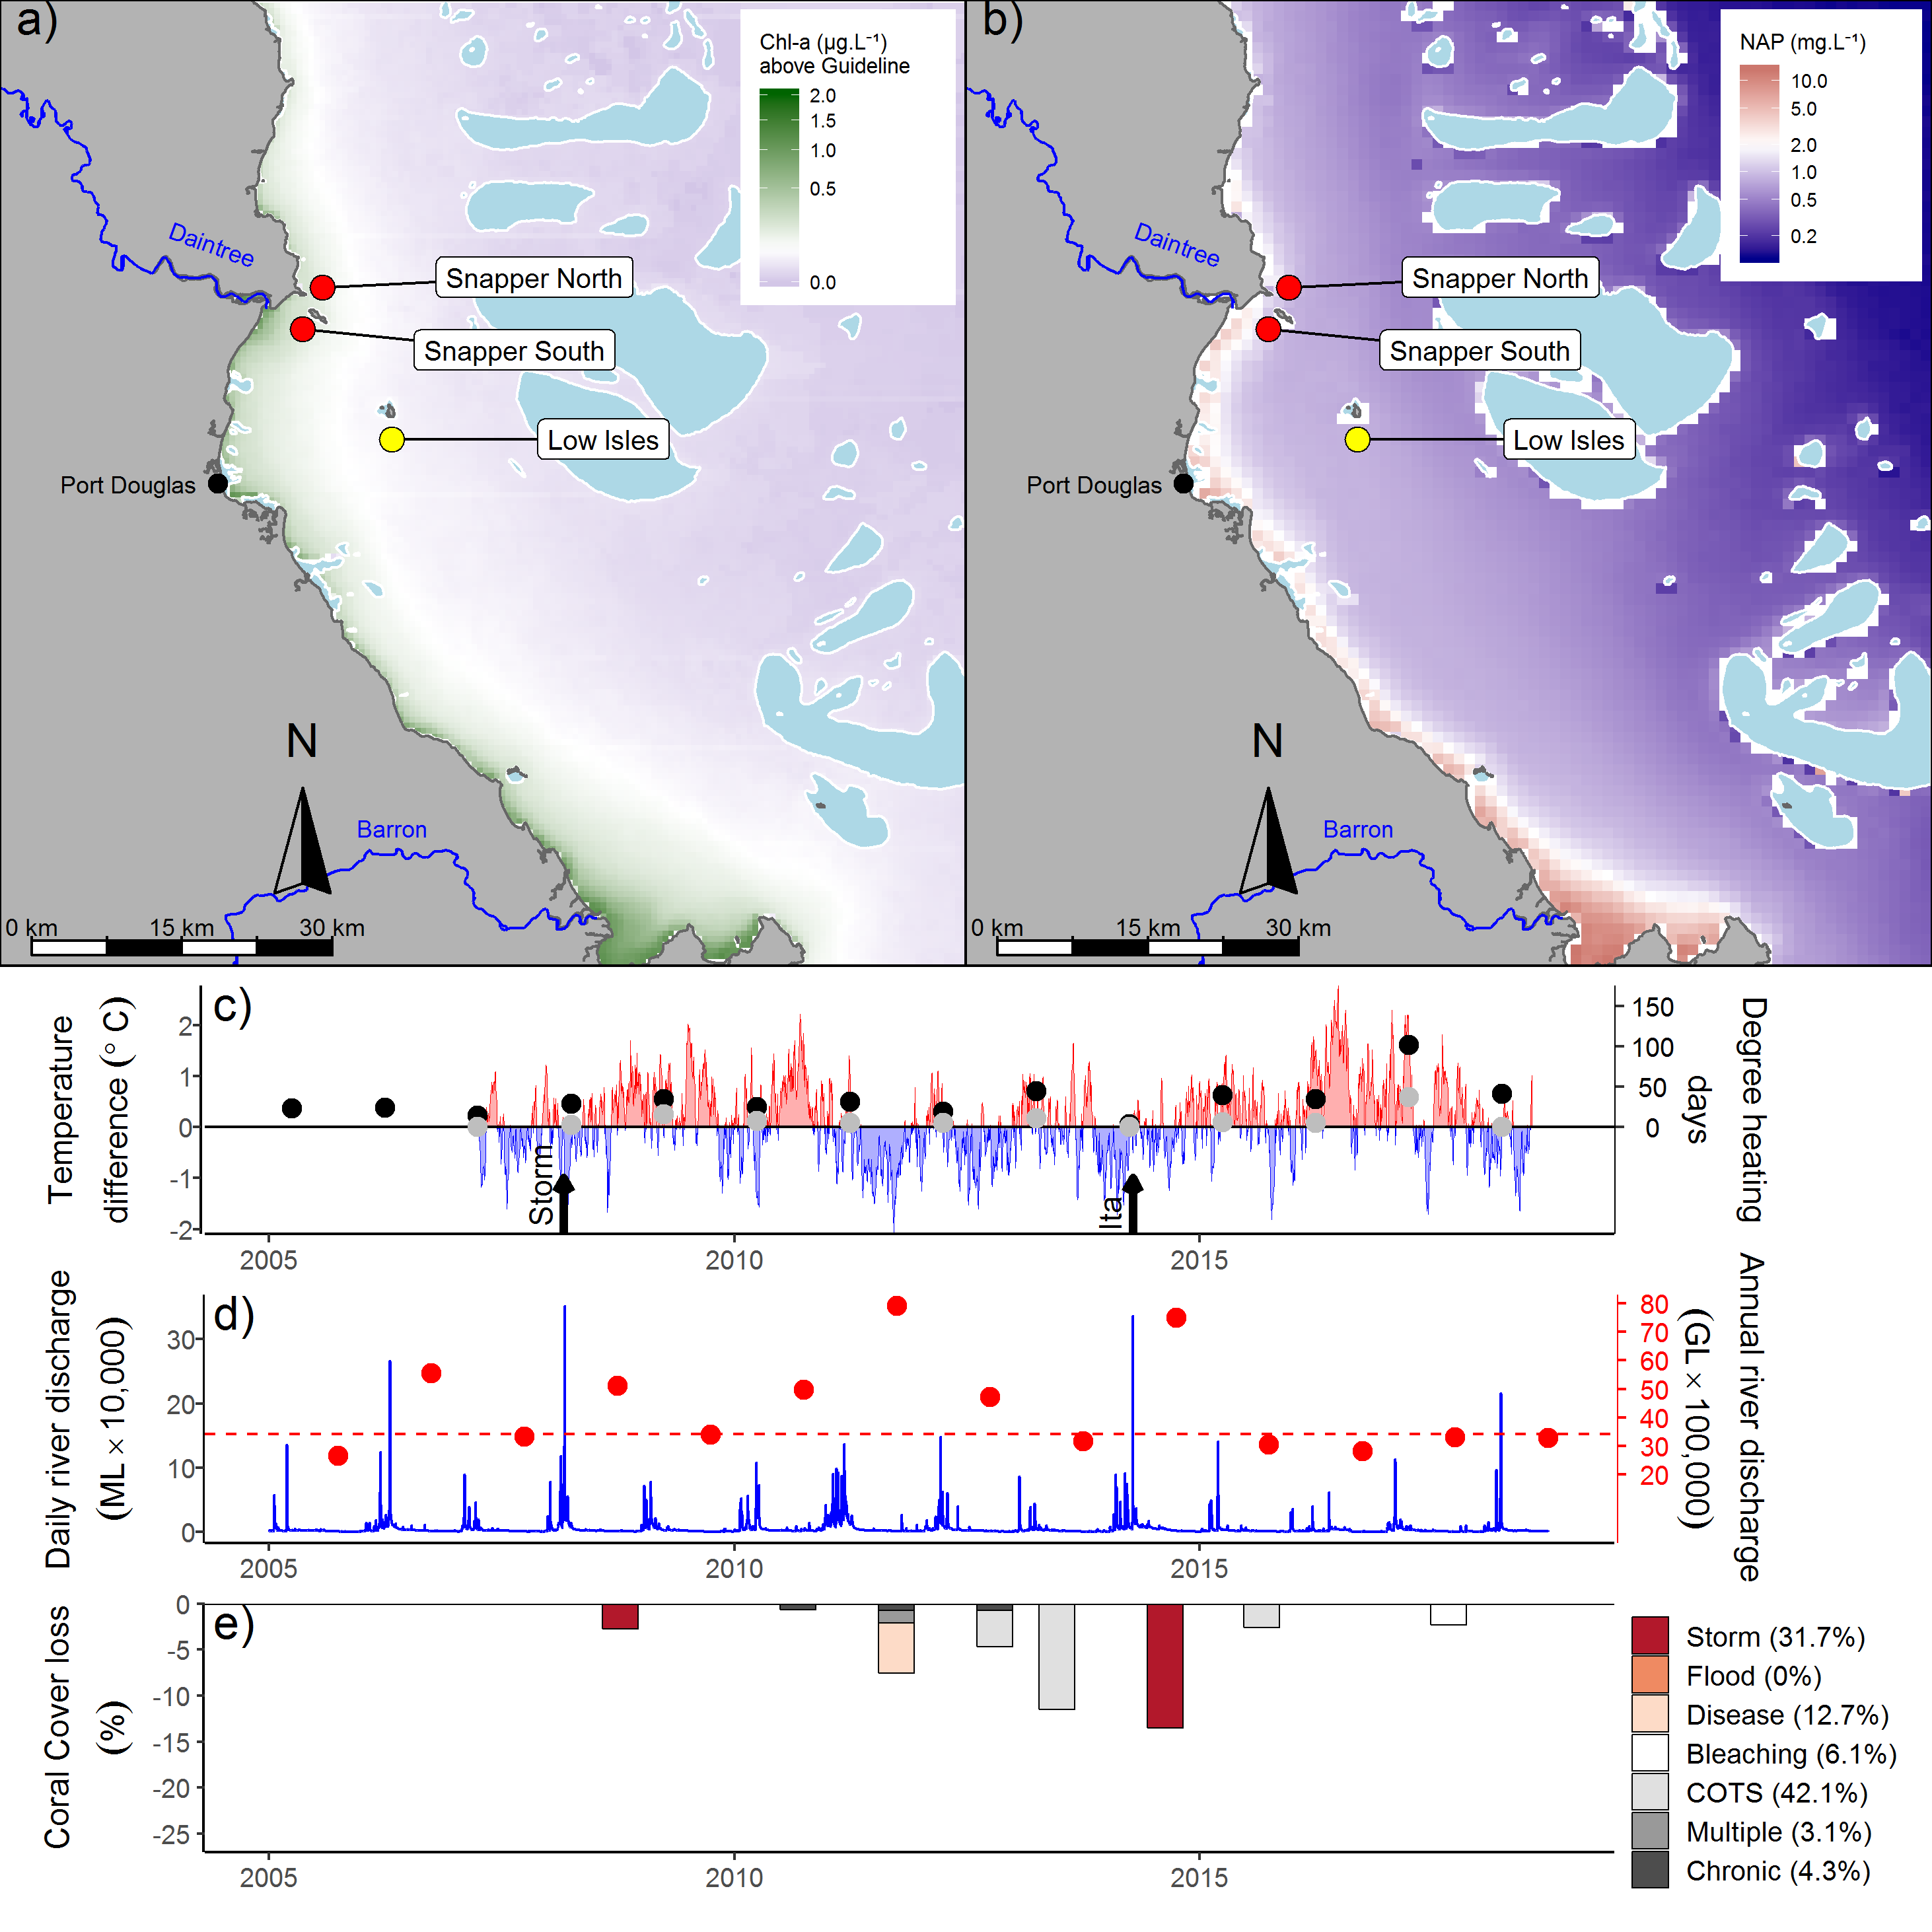 a)
Chl-a (µg.L⁻¹)
above Guideline
2.0
1.5
1.0
0.5
0.0
Daintree
Snapper North
Snapper South
Low Isles
Port Douglas
N
Barron
0 km 15 km 30 km
b)
NAP (mg.L⁻¹)
10.0
5.0
2.0
1.0
0.5
0.2
Daintree
Snapper North
Snapper South
Low Isles
Port Douglas
N
Barron
0 km 15 km 30 km
c)
Temperature
difference (° C)
2
1
0
-1
-2
Storm
Ita
150
100
50
0
Degree heating
days
2005 2010 2015
d)
Daily river discharge
(ML × 10,000)
30
20
10
0
80
70
60
50
40
30
20
Annual river discharge
(GL × 100,000)
2005 2010 2015
e)
Coral Cover loss
(%)
0
-5
-10
-15
-20
-25
2005 2010 2015
Storm (31.7%)
Flood (0%)
Disease (12.7%)
Bleaching (6.1%)
COTS (42.1%)
Multiple (3.1%)
Chronic (4.3%)